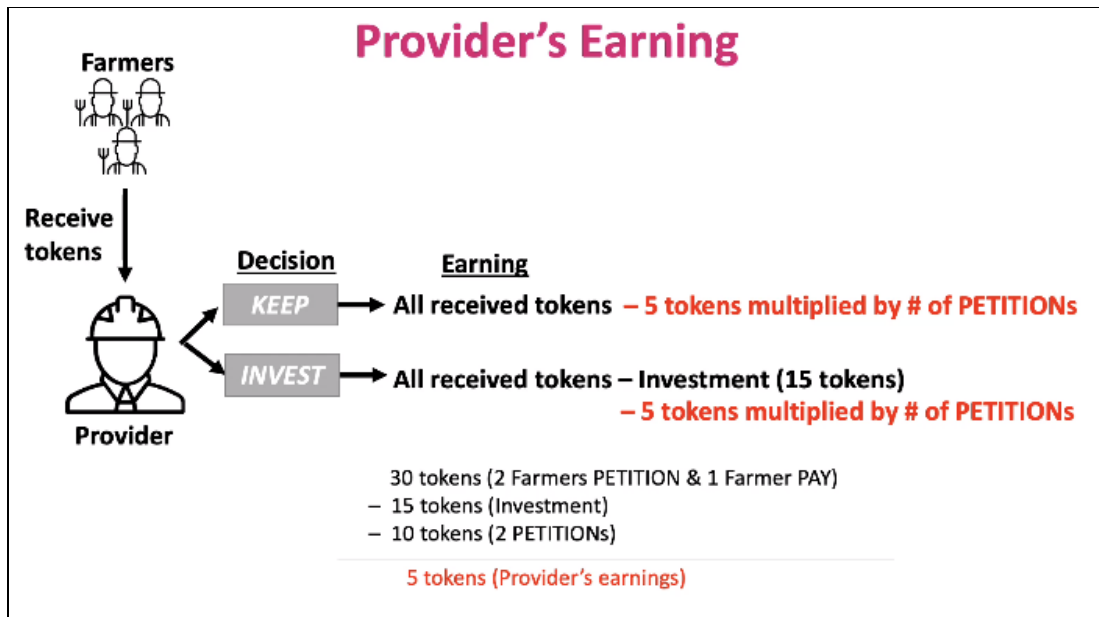 Provider's Earning
Farmers
Receive
tokens
Decision
Earning
KEEP
All received tokens – 5 tokens multiplied by # of PETITIONs
INVEST
All received tokens – Investment (15 tokens)
– 5 tokens multiplied by # of PETITIONs
Provider
30 tokens (2 Farmers PETITION & 1 Farmer PAY)
– 15 tokens (Investment)
– 10 tokens (2 PETITIONs)
5 tokens (Provider's earnings)